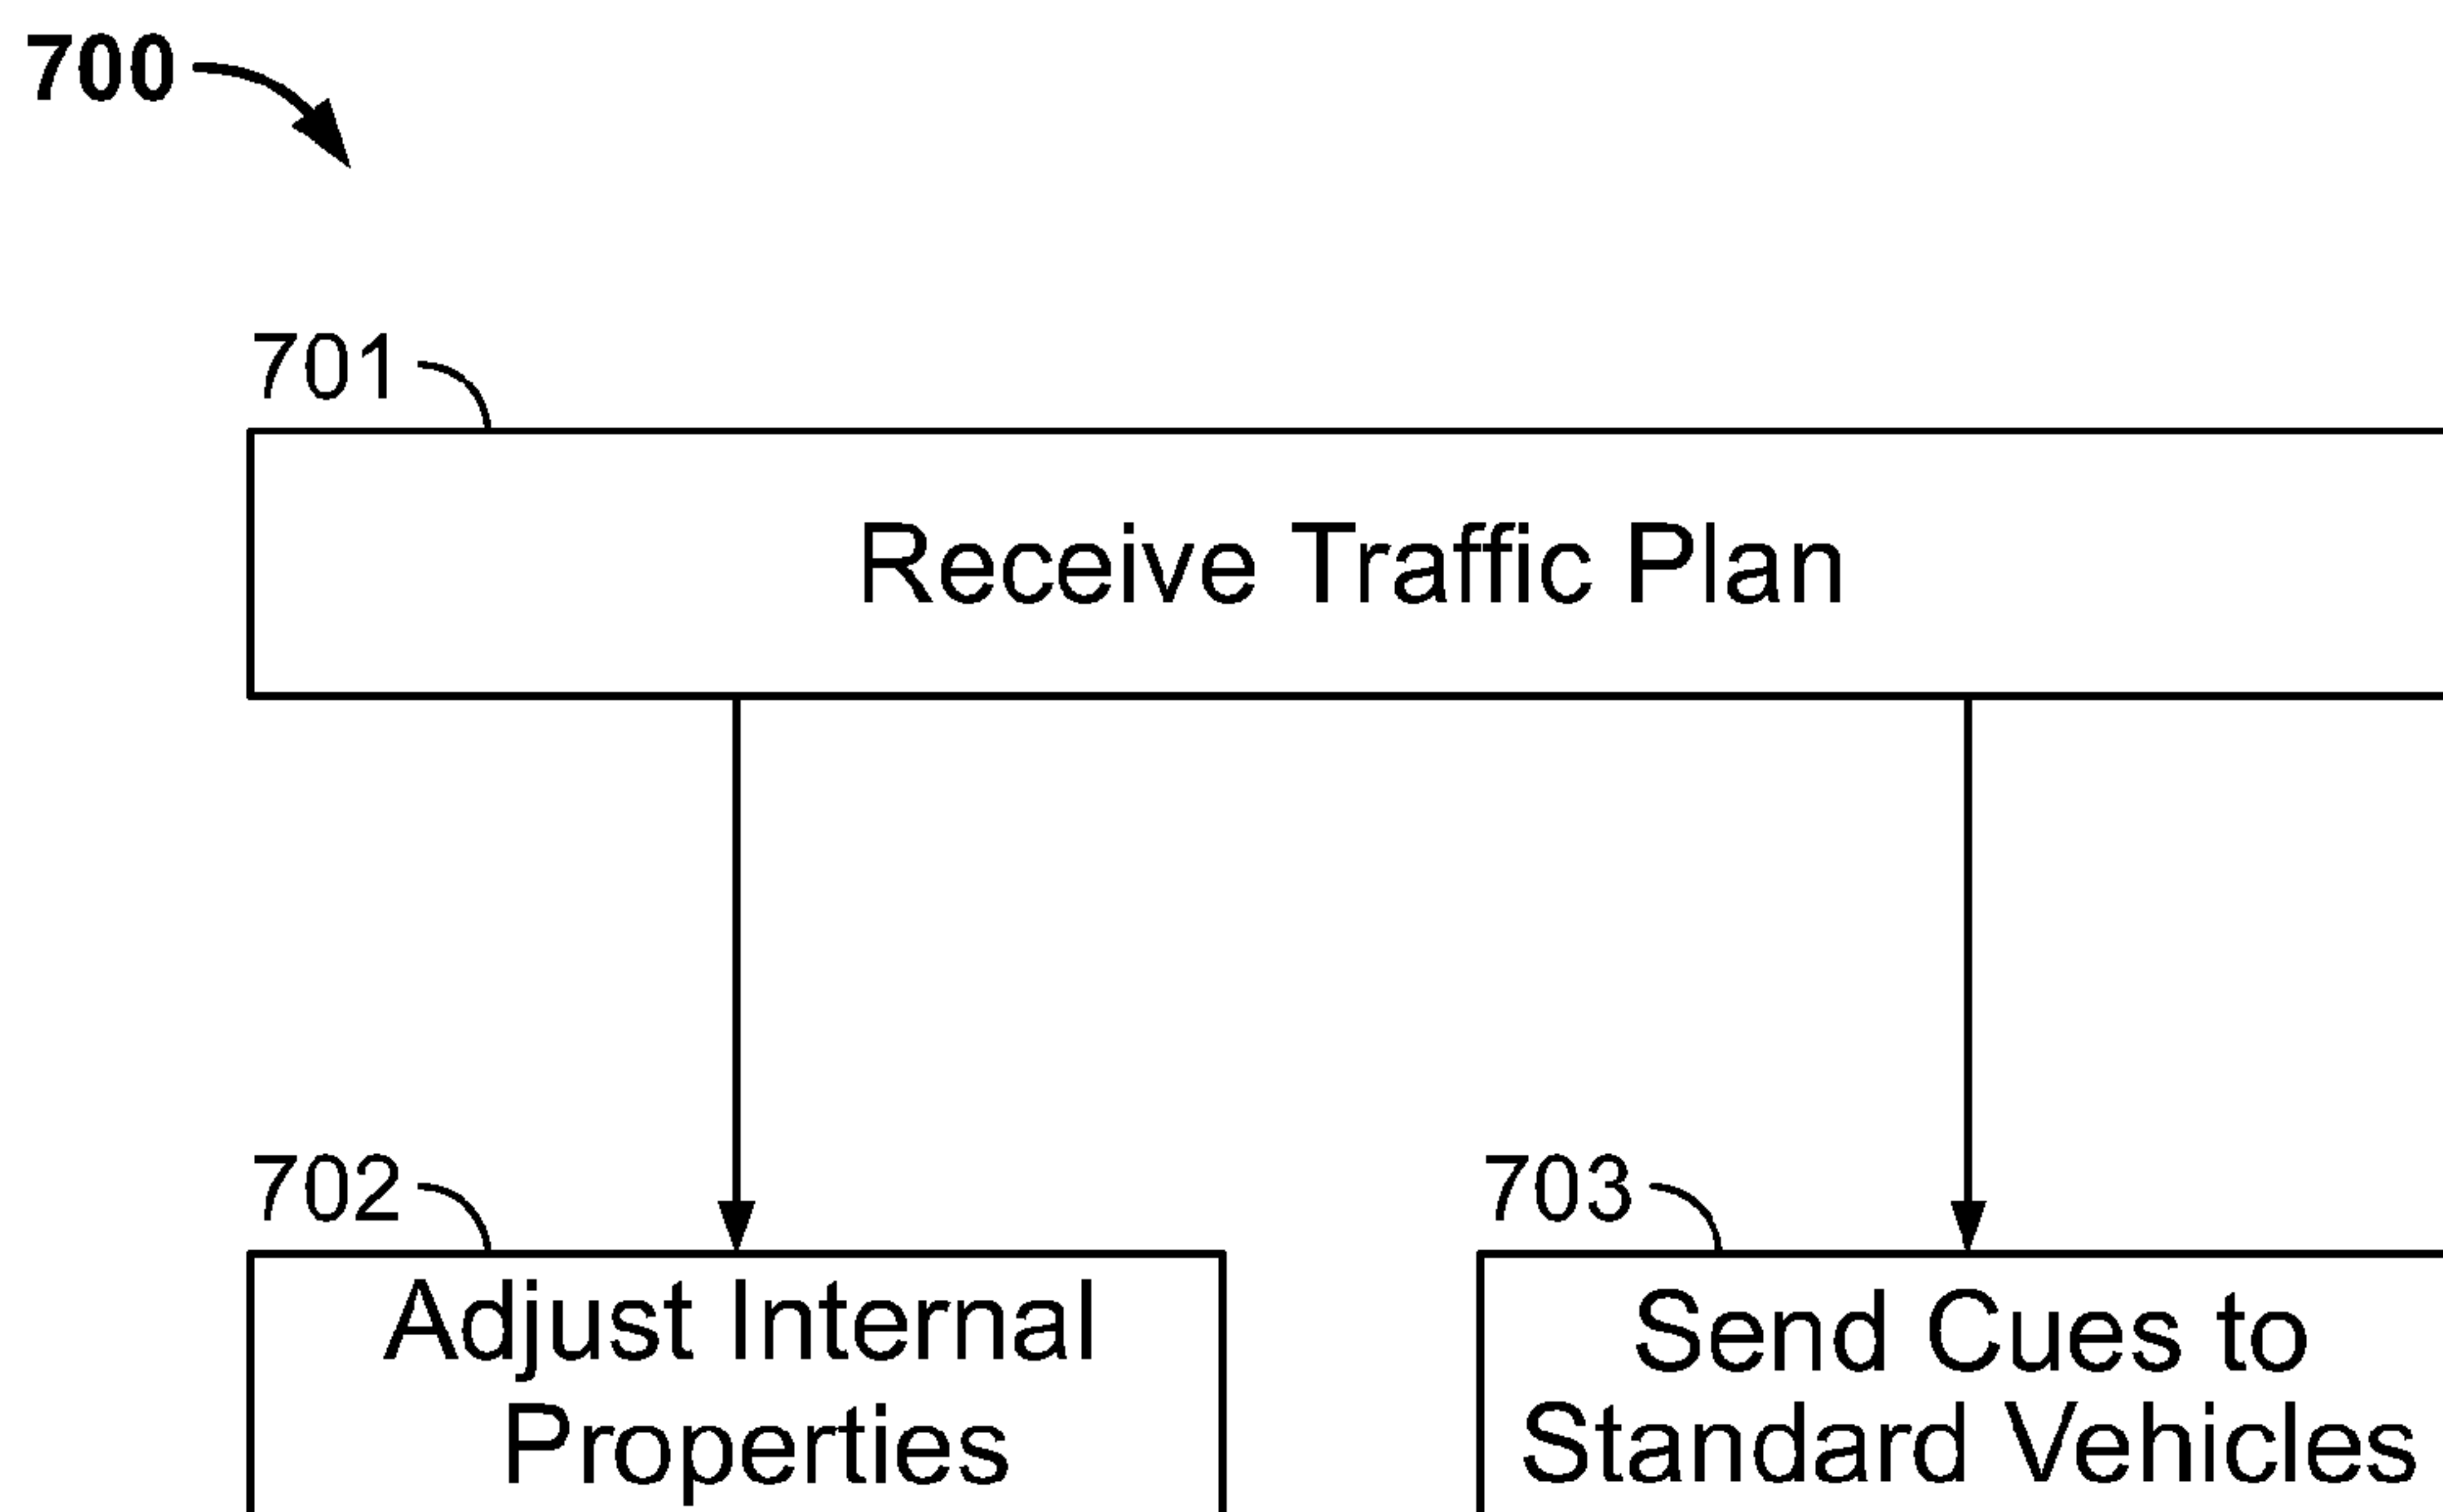 700
701
Receive Traffic Plan
702
703
Adjust Internal
Properties
Send Cues to
Standard Vehicles